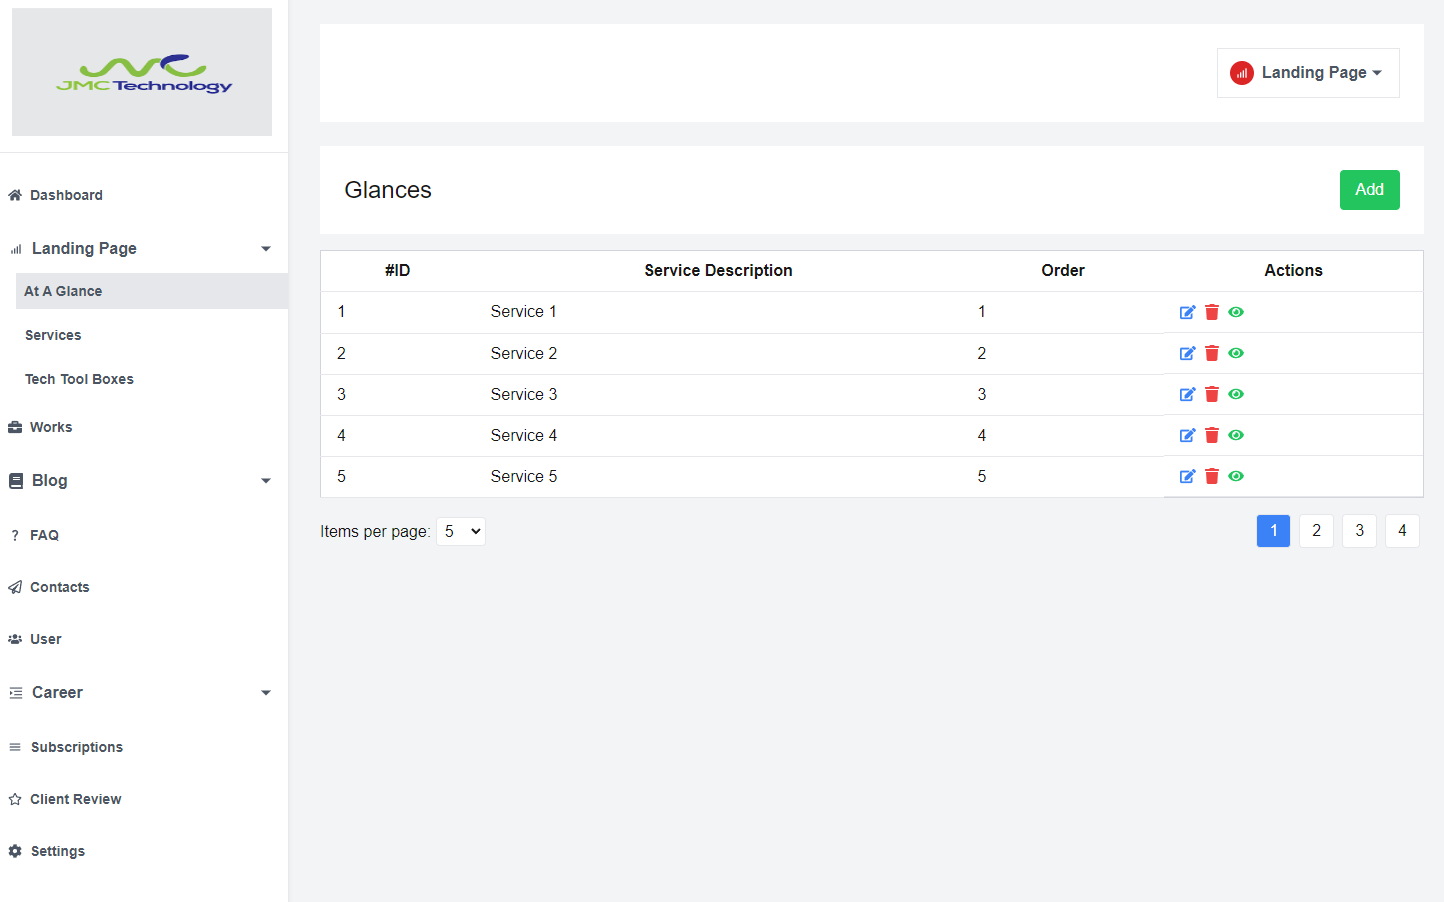 JMC Technology
Landing Page
Dashboard
Landing Page
At A Glance
Services
Tech Tool Boxes
Works
Blog
? FAQ
Contacts
User
Career
Subscriptions
Client Review
Settings
Glances
Add
#ID Service Description Order Actions
1 Service 1 1
2 Service 2 2
3 Service 3 3
4 Service 4 4
5 Service 5 5
Items per page: 5
1 2 3 4